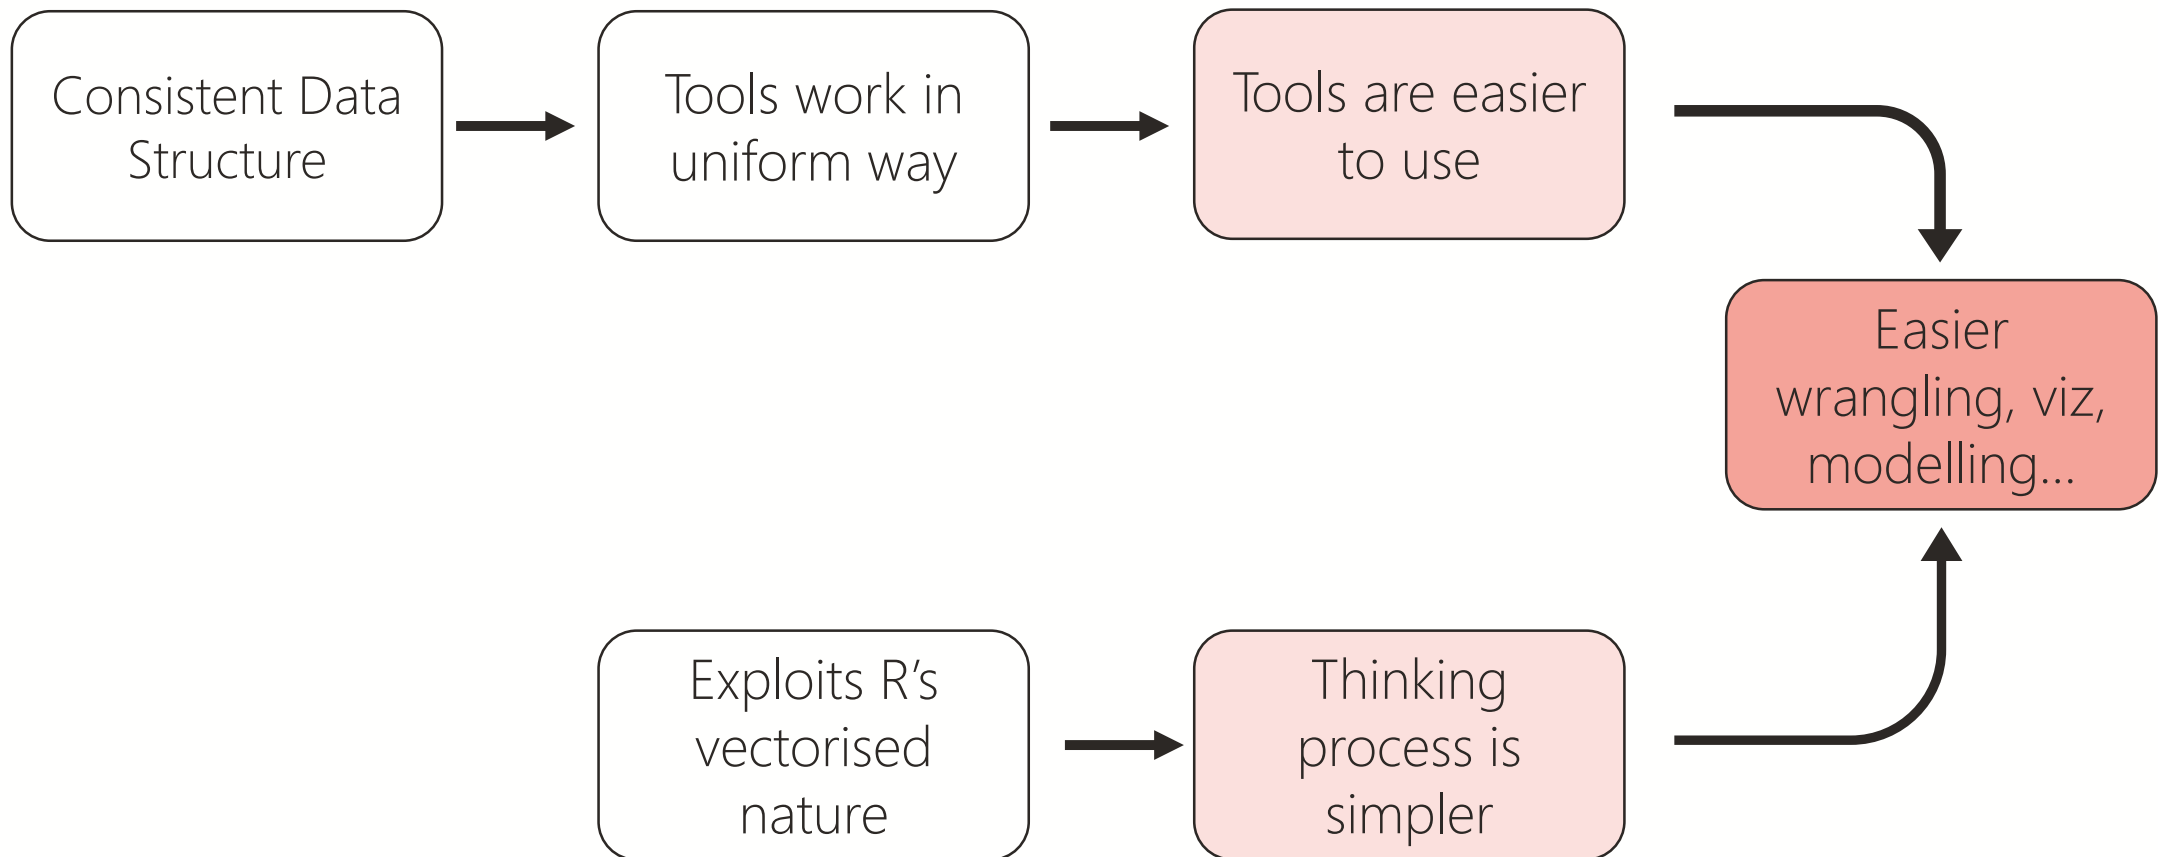 Consistent Data
Structure
Tools work in
uniform way
Tools are easier
to use
Easier
wrangling, viz,
modelling...
Exploits R’s
vectorised
nature
Thinking
process is
simpler